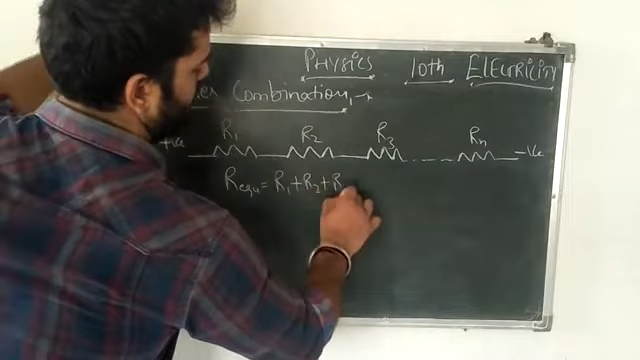 PHYSICS 10th ELECTRICITY
Combination,→
+ve R1 R2 R3 Rn -ve
Requ = R1+R2+R